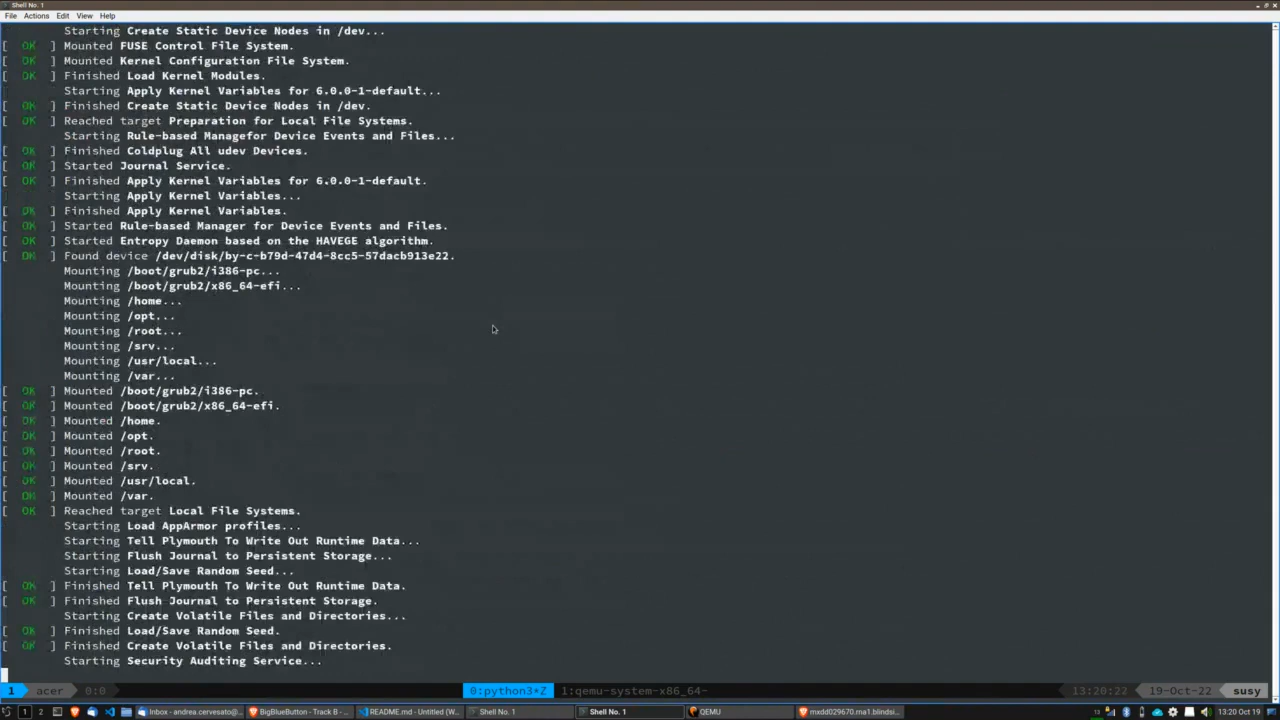 Shell No. 1
File Actions Edit View Help
Starting Create Static Device Nodes in /dev...
[ OK ] Mounted FUSE Control File System.
[ OK ] Mounted Kernel Configuration File System.
[ OK ] Finished Load Kernel Modules.
Starting Apply Kernel Variables for 6.0.0-1-default...
[ OK ] Finished Create Static Device Nodes in /dev.
[ OK ] Reached target Preparation for Local File Systems.
Starting Rule-based Managefor Device Events and Files...
[ OK ] Finished Coldplug All udev Devices.
[ OK ] Started Journal Service.
[ OK ] Finished Apply Kernel Variables for 6.0.0-1-default.
Starting Apply Kernel Variables...
[ OK ] Finished Apply Kernel Variables.
[ OK ] Started Rule-based Manager for Device Events and Files.
[ OK ] Started Entropy Daemon based on the HAVEGE algorithm.
[ OK ] Found device /dev/disk/by-c-b79d-47d4-8cc5-57dacb913e22.
Mounting /boot/grub2/i386-pc...
Mounting /boot/grub2/x86_64-efi...
Mounting /home...
Mounting /opt...
Mounting /root...
Mounting /srv...
Mounting /usr/local...
Mounting /var...
[ OK ] Mounted /boot/grub2/i386-pc.
[ OK ] Mounted /boot/grub2/x86_64-efi.
[ OK ] Mounted /home.
[ OK ] Mounted /opt.
[ OK ] Mounted /root.
[ OK ] Mounted /srv.
[ OK ] Mounted /usr/local.
[ OK ] Mounted /var.
[ OK ] Reached target Local File Systems.
Starting Load AppArmor profiles...
Starting Tell Plymouth To Write Out Runtime Data...
Starting Flush Journal to Persistent Storage...
Starting Load/Save Random Seed...
[ OK ] Finished Tell Plymouth To Write Out Runtime Data.
[ OK ] Finished Flush Journal to Persistent Storage.
Starting Create Volatile Files and Directories...
[ OK ] Finished Load/Save Random Seed.
[ OK ] Finished Create Volatile Files and Directories.
Starting Security Auditing Service...
1 acer 0:0 0:python3*Z 1:qemu-system-x86_64- 13:20:22 19-Oct-22 susy
1 2 Inbox - andrea.cervesato@... BigBlueButton - Track B - ... README.md - Untitled (W... Shell No. 1 Shell No. 1 QEMU mxdd029670.rna1.blindsi... 13:20 Oct 19